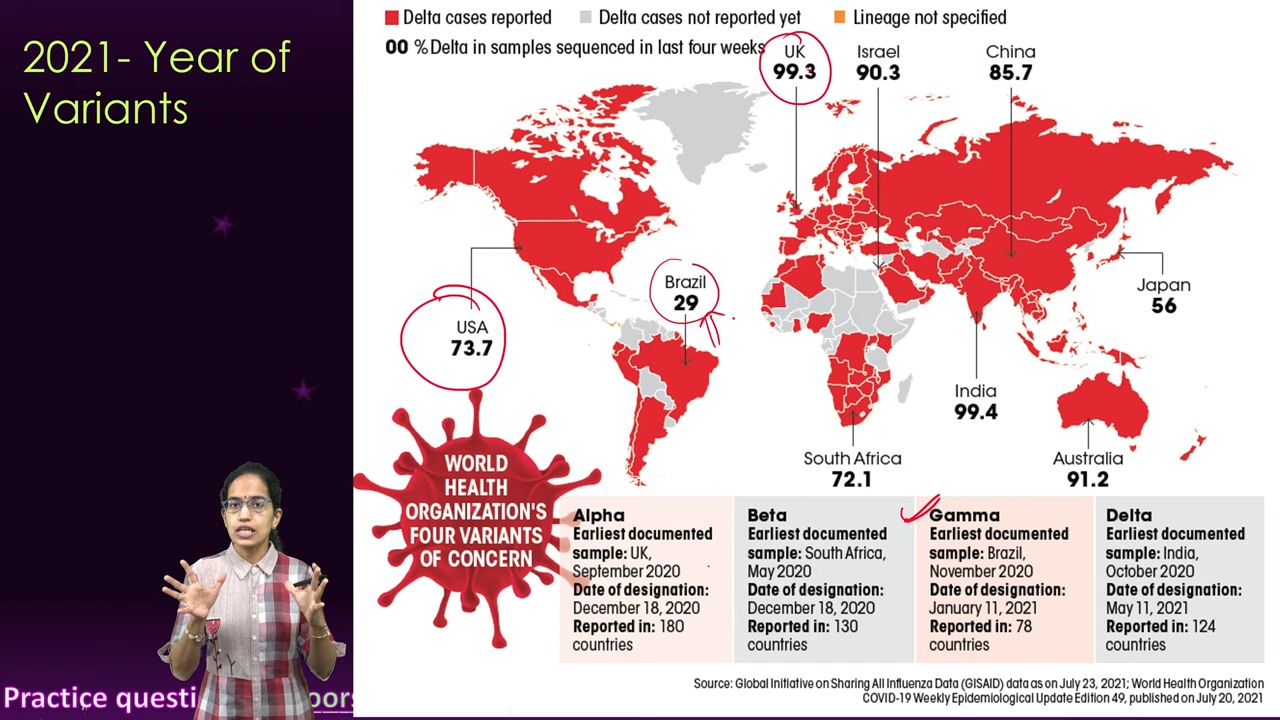 2021- Year of
Variants
Delta cases reported
Delta cases not reported yet
Lineage not specified
00 % Delta in samples sequenced in last four weeks
UK
99.3
Israel
90.3
China
85.7
USA
73.7
Brazil
29
Japan
56
India
99.4
South Africa
72.1
Australia
91.2
WORLD
HEALTH
ORGANIZATION'S
FOUR VARIANTS
OF CONCERN
Alpha
Earliest documented
sample: UK,
September 2020
Date of designation:
December 18, 2020
Reported in: 180
countries
Beta
Earliest documented
sample: South Africa,
May 2020
Date of designation:
December 18, 2020
Reported in: 130
countries
Gamma
Earliest documented
sample: Brazil,
November 2020
Date of designation:
January 11, 2021
Reported in: 78
countries
Delta
Earliest documented
sample: India,
October 2020
Date of designation:
May 11, 2021
Reported in: 124
countries
Source: Global Initiative on Sharing All Influenza Data (GISAID) data as on July 23, 2021; World Health Organization
COVID-19 Weekly Epidemiological Update Edition 49, published on July 20, 2021
Practice